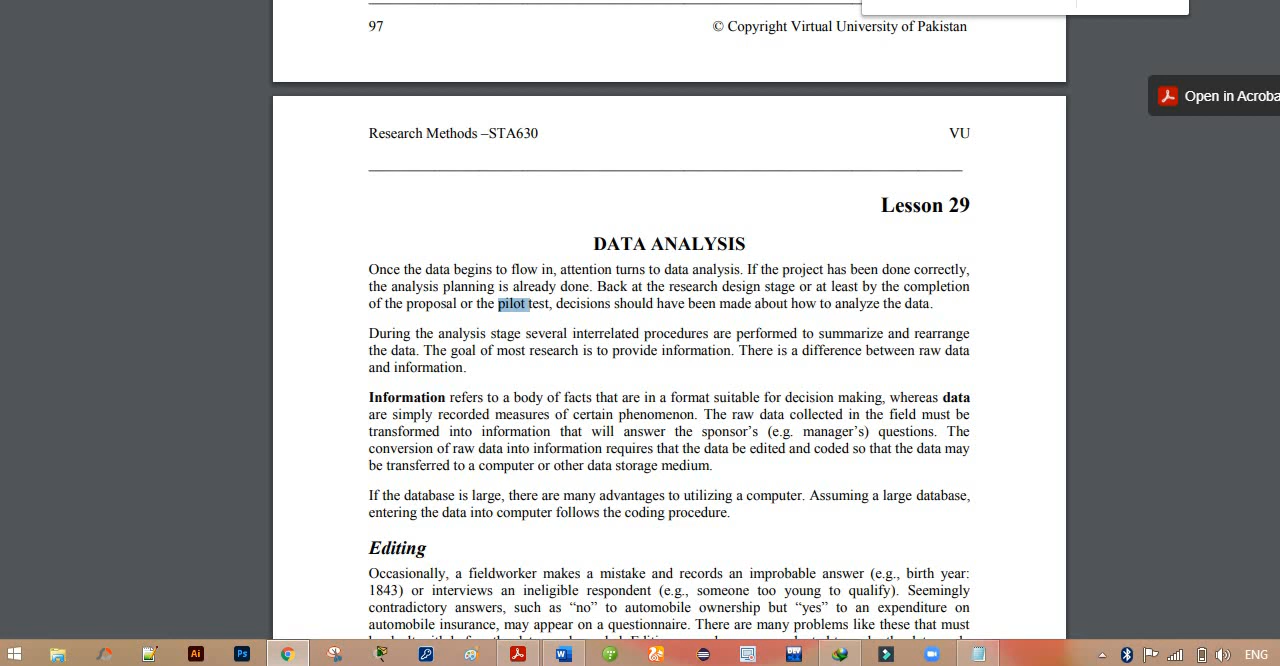 97 © Copyright Virtual University of Pakistan
Open in Acroba
Research Methods –STA630 VU
Lesson 29
DATA ANALYSIS
Once the data begins to flow in, attention turns to data analysis. If the project has been done correctly,
the analysis planning is already done. Back at the research design stage or at least by the completion
of the proposal or the pilot test, decisions should have been made about how to analyze the data.
During the analysis stage several interrelated procedures are performed to summarize and rearrange
the data. The goal of most research is to provide information. There is a difference between raw data
and information.
Information refers to a body of facts that are in a format suitable for decision making, whereas data
are simply recorded measures of certain phenomenon. The raw data collected in the field must be
transformed into information that will answer the sponsor’s (e.g. manager’s) questions. The
conversion of raw data into information requires that the data be edited and coded so that the data may
be transferred to a computer or other data storage medium.
If the database is large, there are many advantages to utilizing a computer. Assuming a large database,
entering the data into computer follows the coding procedure.
Editing
Occasionally, a fieldworker makes a mistake and records an improbable answer (e.g., birth year:
1843) or interviews an ineligible respondent (e.g., someone too young to qualify). Seemingly
contradictory answers, such as “no” to automobile ownership but “yes” to an expenditure on
automobile insurance, may appear on a questionnaire. There are many problems like these that must
Ai Ps W DIY ENG